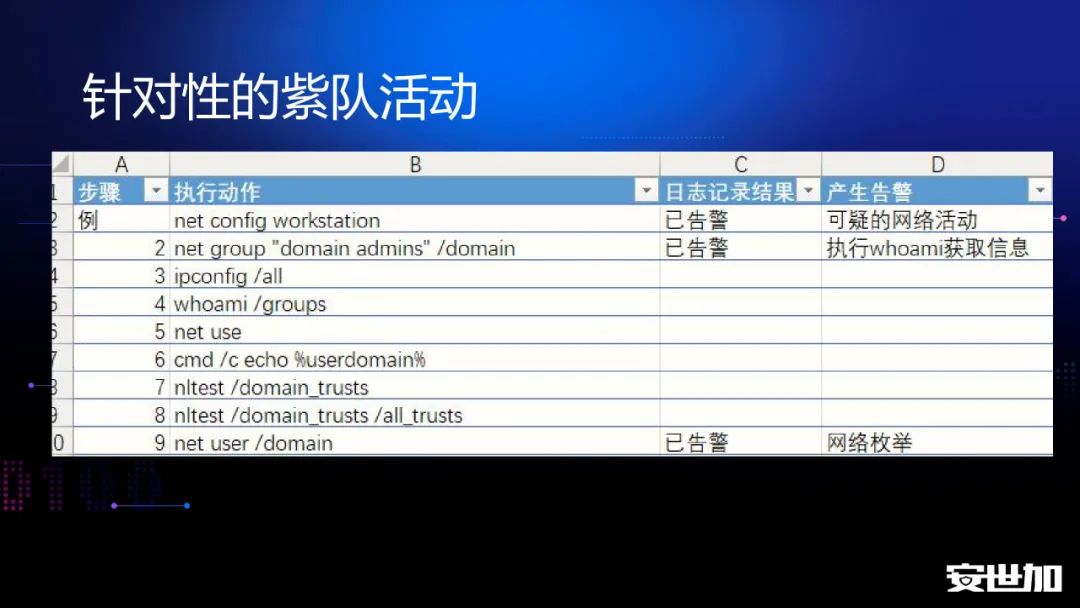 针对性的紫队活动
A B C D
1 步骤 执行动作 日志记录结果 产生告警
2 例 net config workstation 已告警 可疑的网络活动
3 2 net group "domain admins" /domain 已告警 执行whoami获取信息
4 3 ipconfig /all
5 4 whoami /groups
6 5 net use
7 6 cmd /c echo %userdomain%
8 7 nltest /domain_trusts
9 8 nltest /domain_trusts /all_trusts
0 9 net user /domain 已告警 网络枚举
0100
安世加